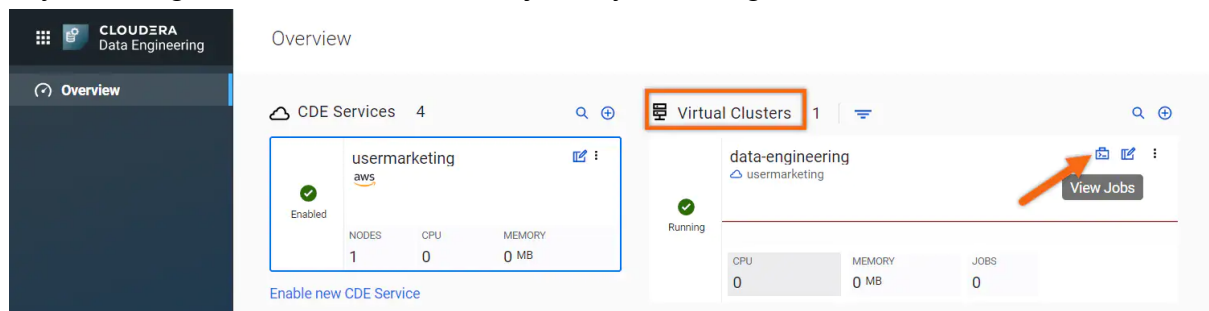 CLOUDERA
Data Engineering
Overview
Overview
CDE Services 4
Virtual Clusters 1
usermarketing
aws
Enabled
NODES CPU MEMORY
1 0 0 MB
Enable new CDE Service
data-engineering
usermarketing
View Jobs
Running
CPU MEMORY JOBS
0 0 MB 0